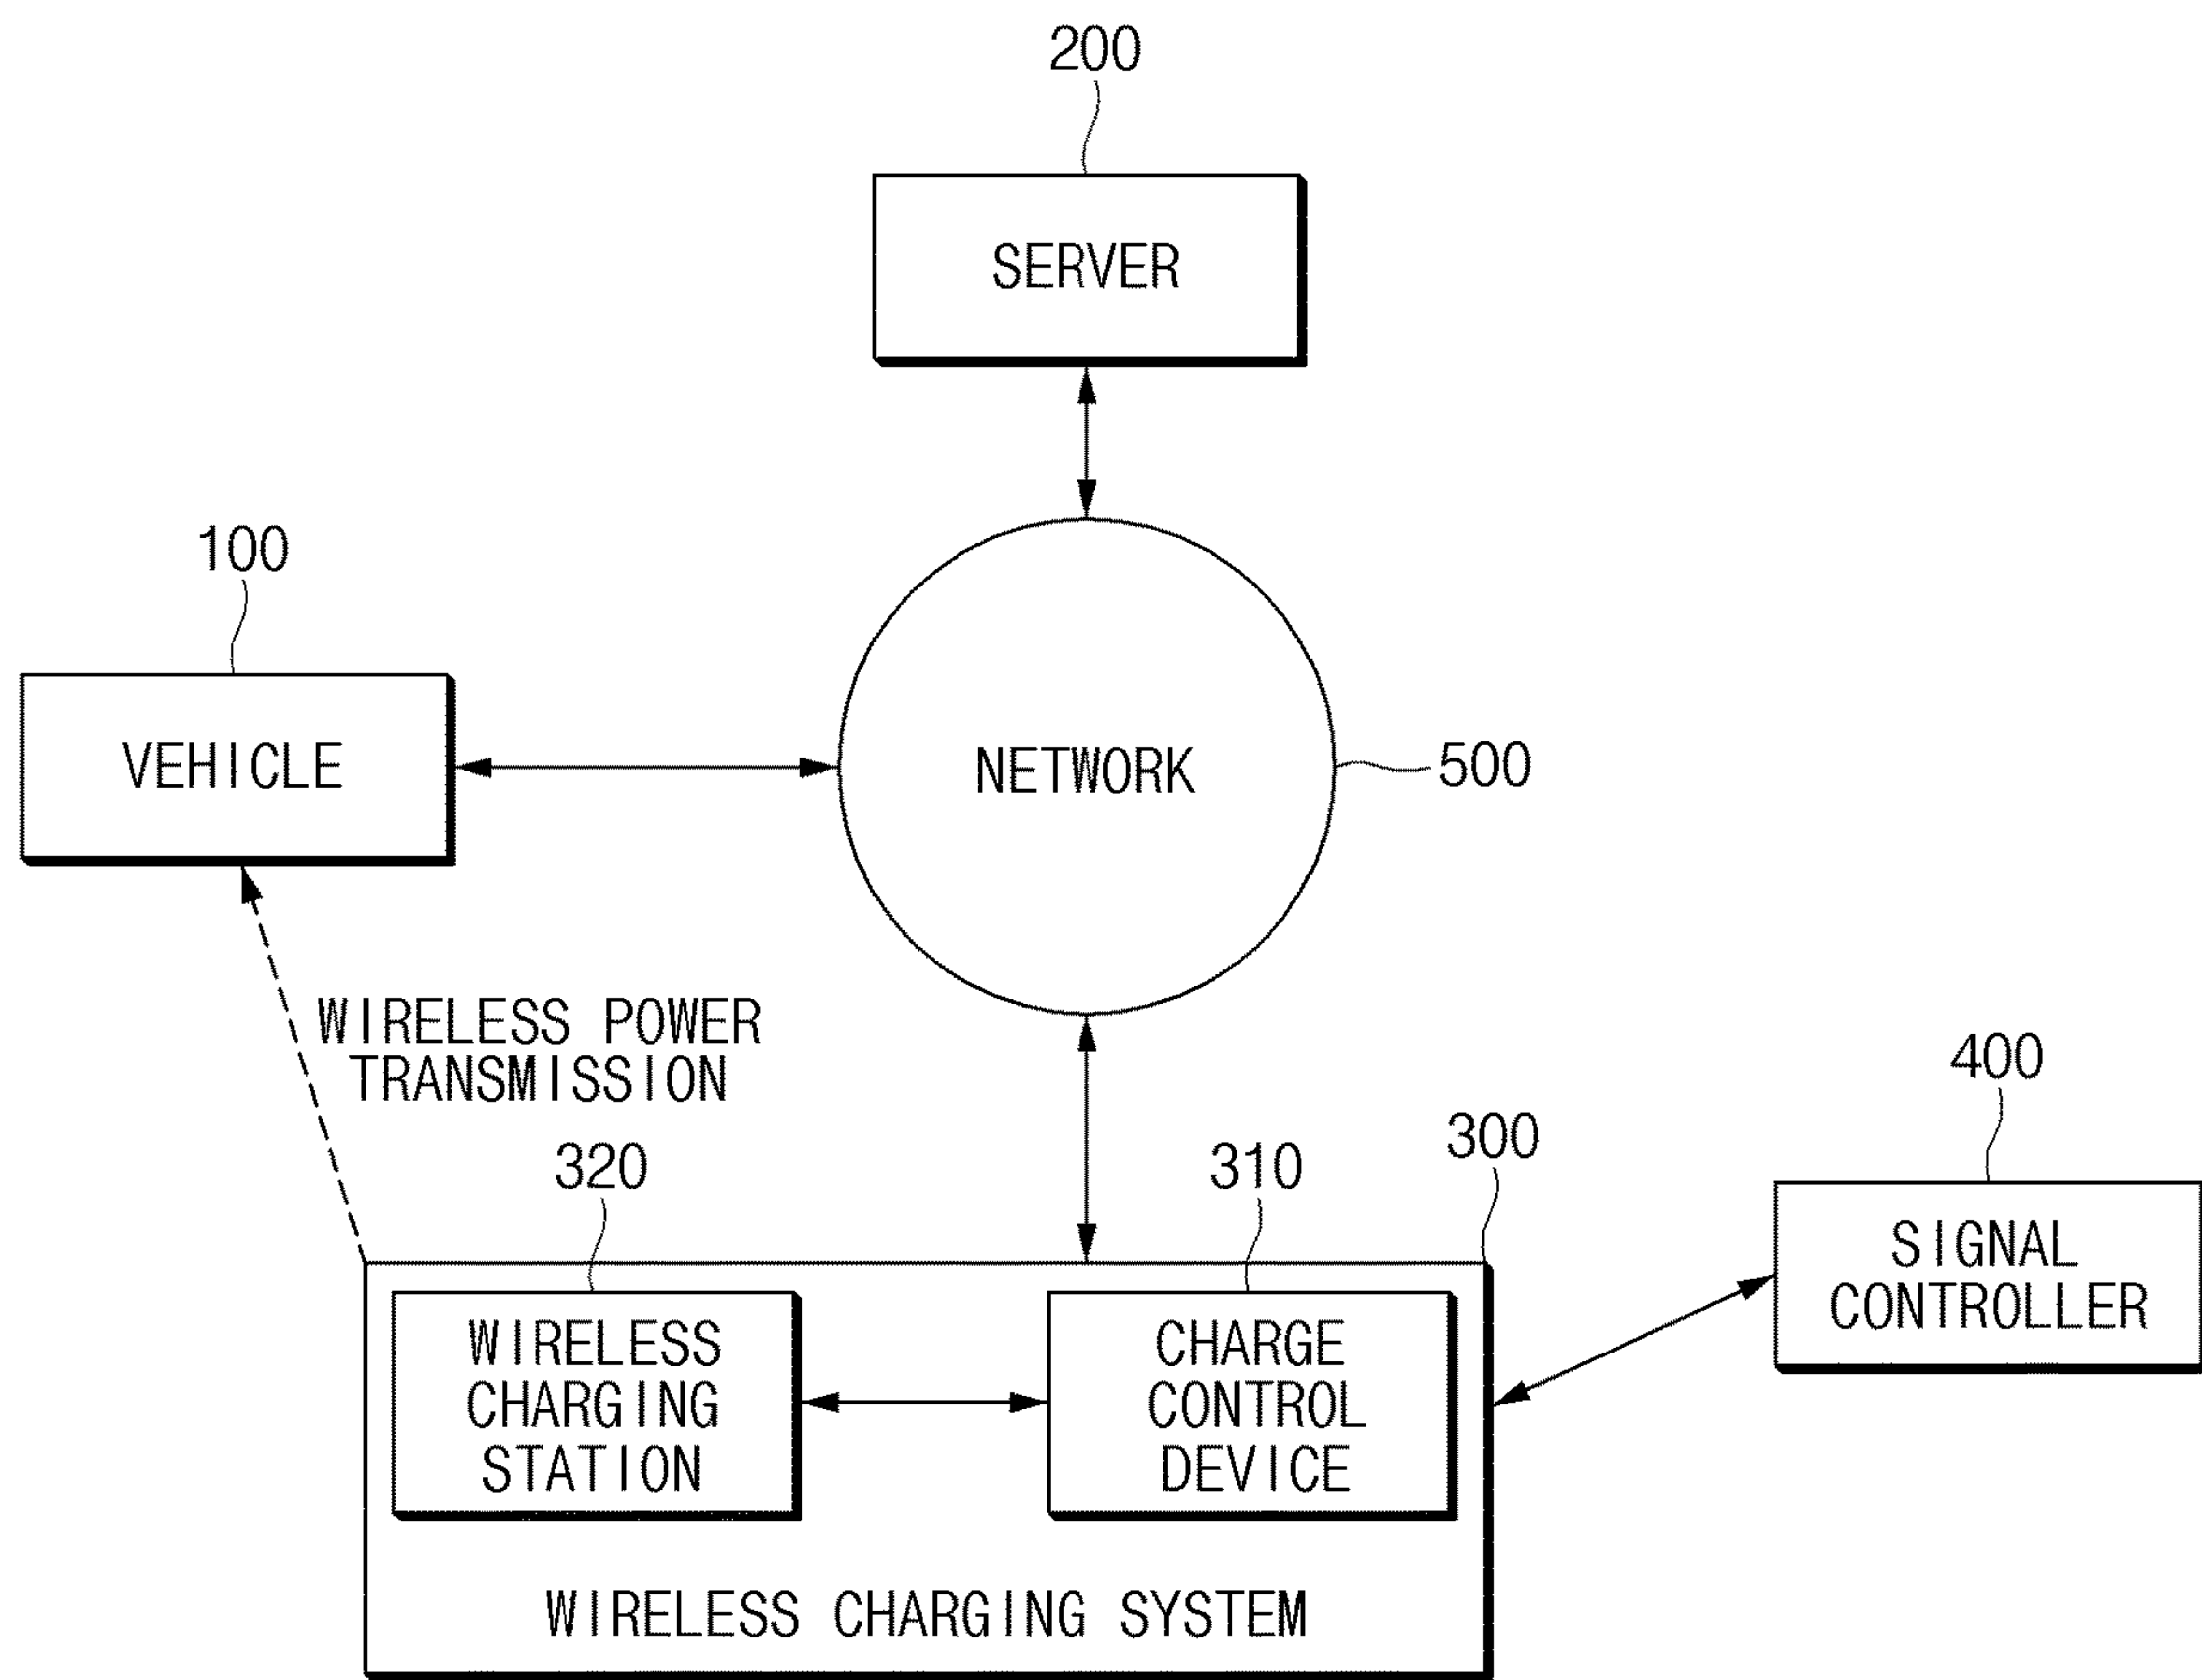 200
SERVER
100
VEHICLE
NETWORK
500
WIRELESS POWER
TRANSMISSION
400
SIGNAL
CONTROLLER
300
320
310
WIRELESS
CHARGING
STATION
CHARGE
CONTROL
DEVICE
WIRELESS CHARGING SYSTEM